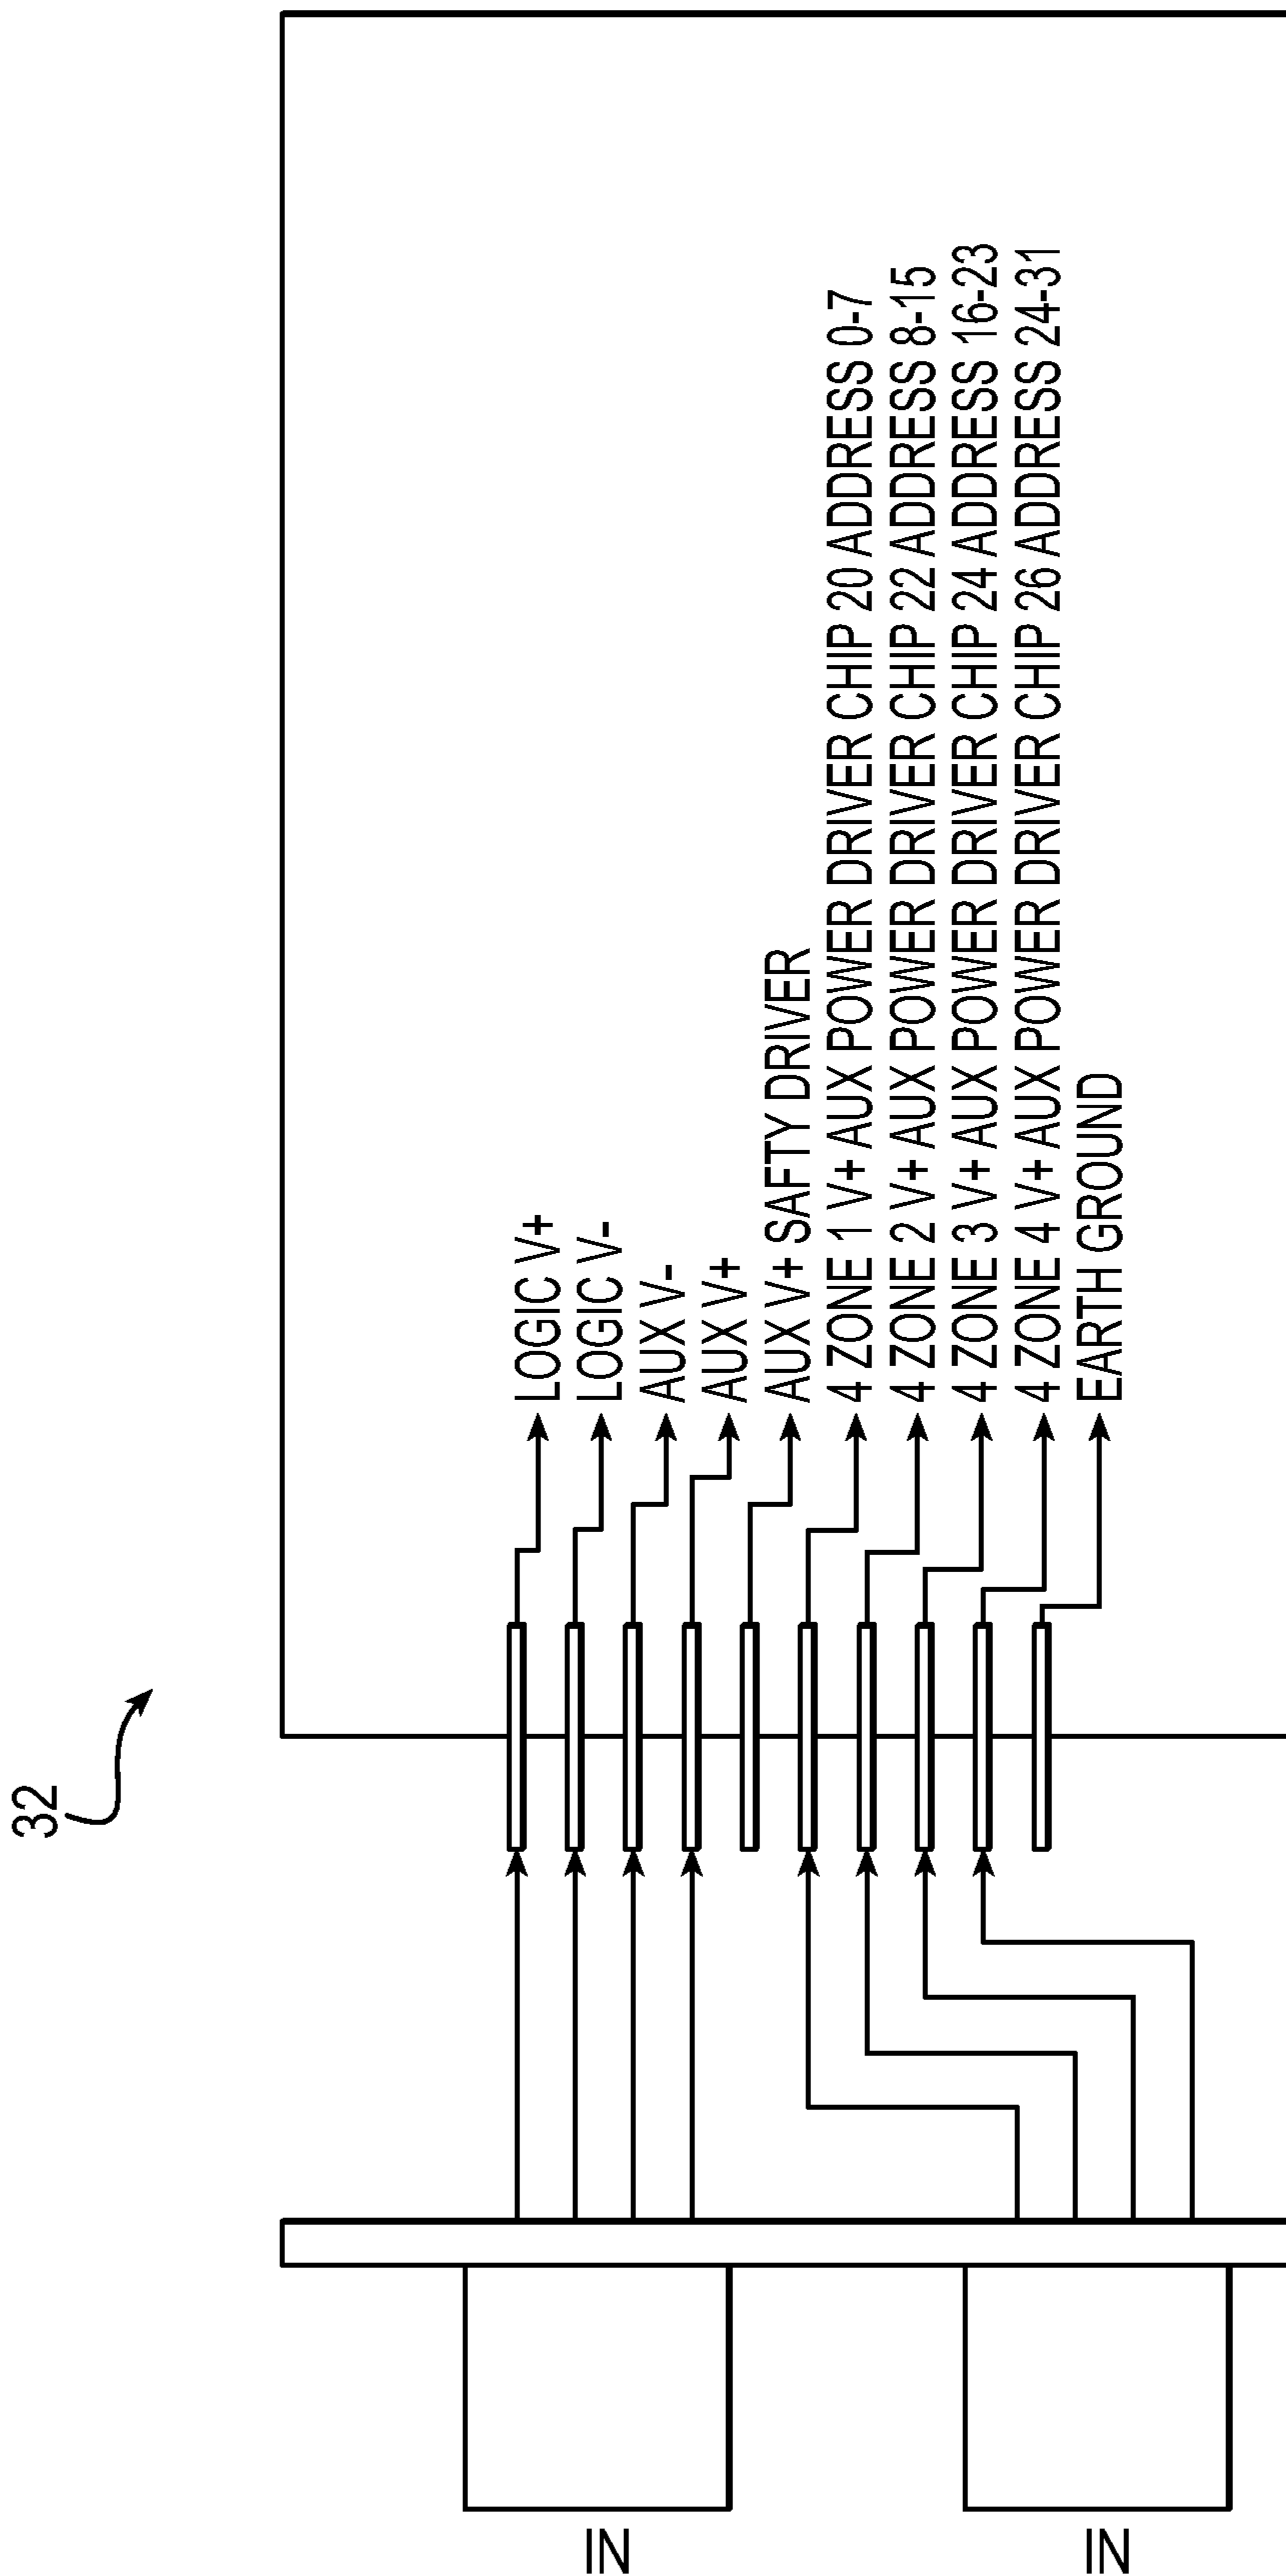 32
LOGIC V+
LOGIC V-
AUX V-
AUX V+
AUX V+ SAFTY DRIVER
4 ZONE 1 V+ AUX POWER DRIVER CHIP 20 ADDRESS 0-7
4 ZONE 2 V+ AUX POWER DRIVER CHIP 22 ADDRESS 8-15
4 ZONE 3 V+ AUX POWER DRIVER CHIP 24 ADDRESS 16-23
4 ZONE 4 V+ AUX POWER DRIVER CHIP 26 ADDRESS 24-31
EARTH GROUND
IN
IN